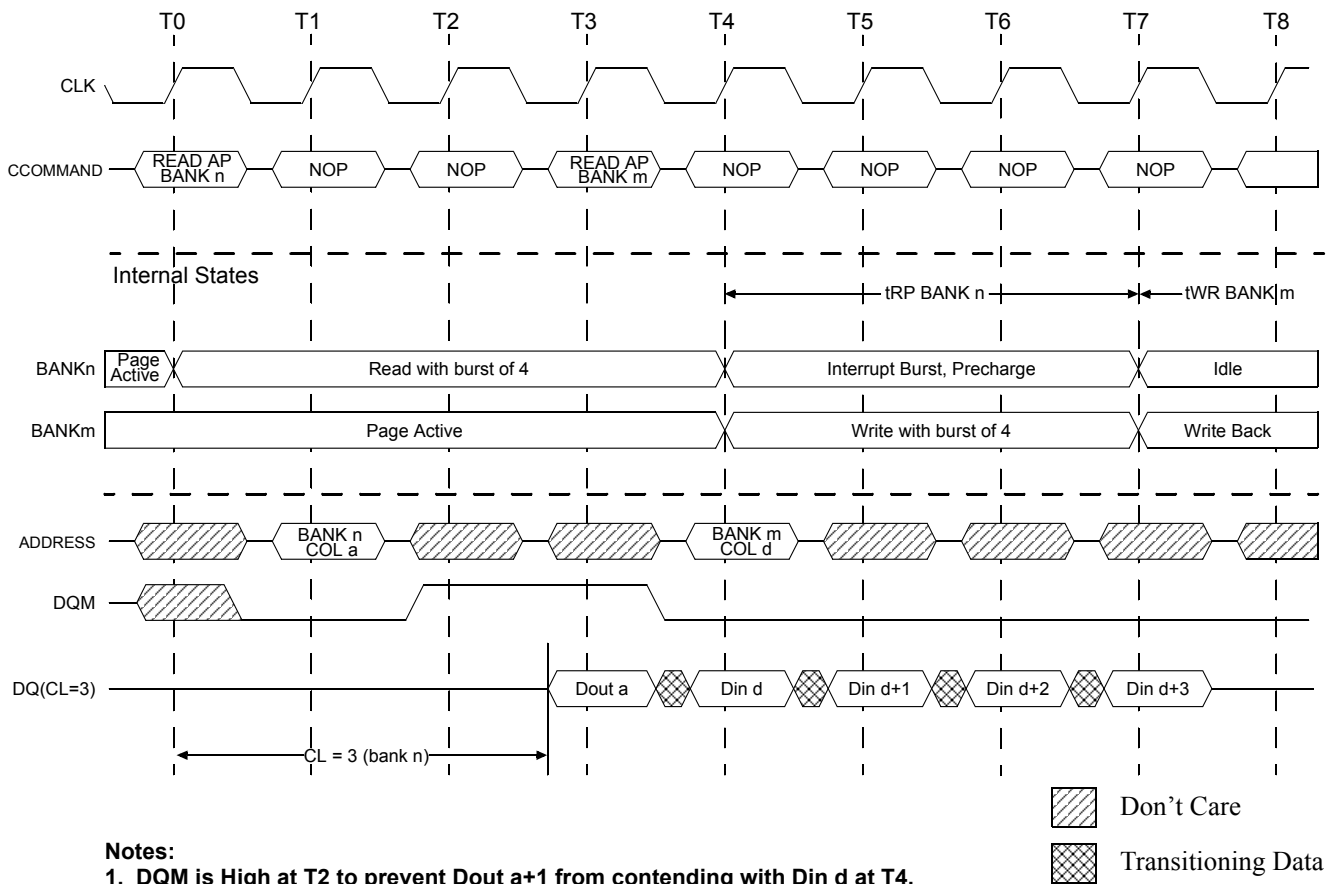 T0 T1 T2 T3 T4 T5 T6 T7 T8
CLK
CCOMMAND
READ AP
BANK n
NOP
NOP
READ AP
BANK m
NOP
NOP
NOP
NOP
Internal States
tRP BANK n
tWR BANK m
BANKn
Page
Active
Read with burst of 4
Interrupt Burst, Precharge
Idle
BANKm
Page Active
Write with burst of 4
Write Back
ADDRESS
BANK n
COL a
BANK m
COL d
DQM
DQ(CL=3)
Dout a
Din d
Din d+1
Din d+2
Din d+3
CL = 3 (bank n)
Don't Care
Transitioning Data
Notes:
1. DQM is High at T2 to prevent Dout a+1 from contending with Din d at T4.